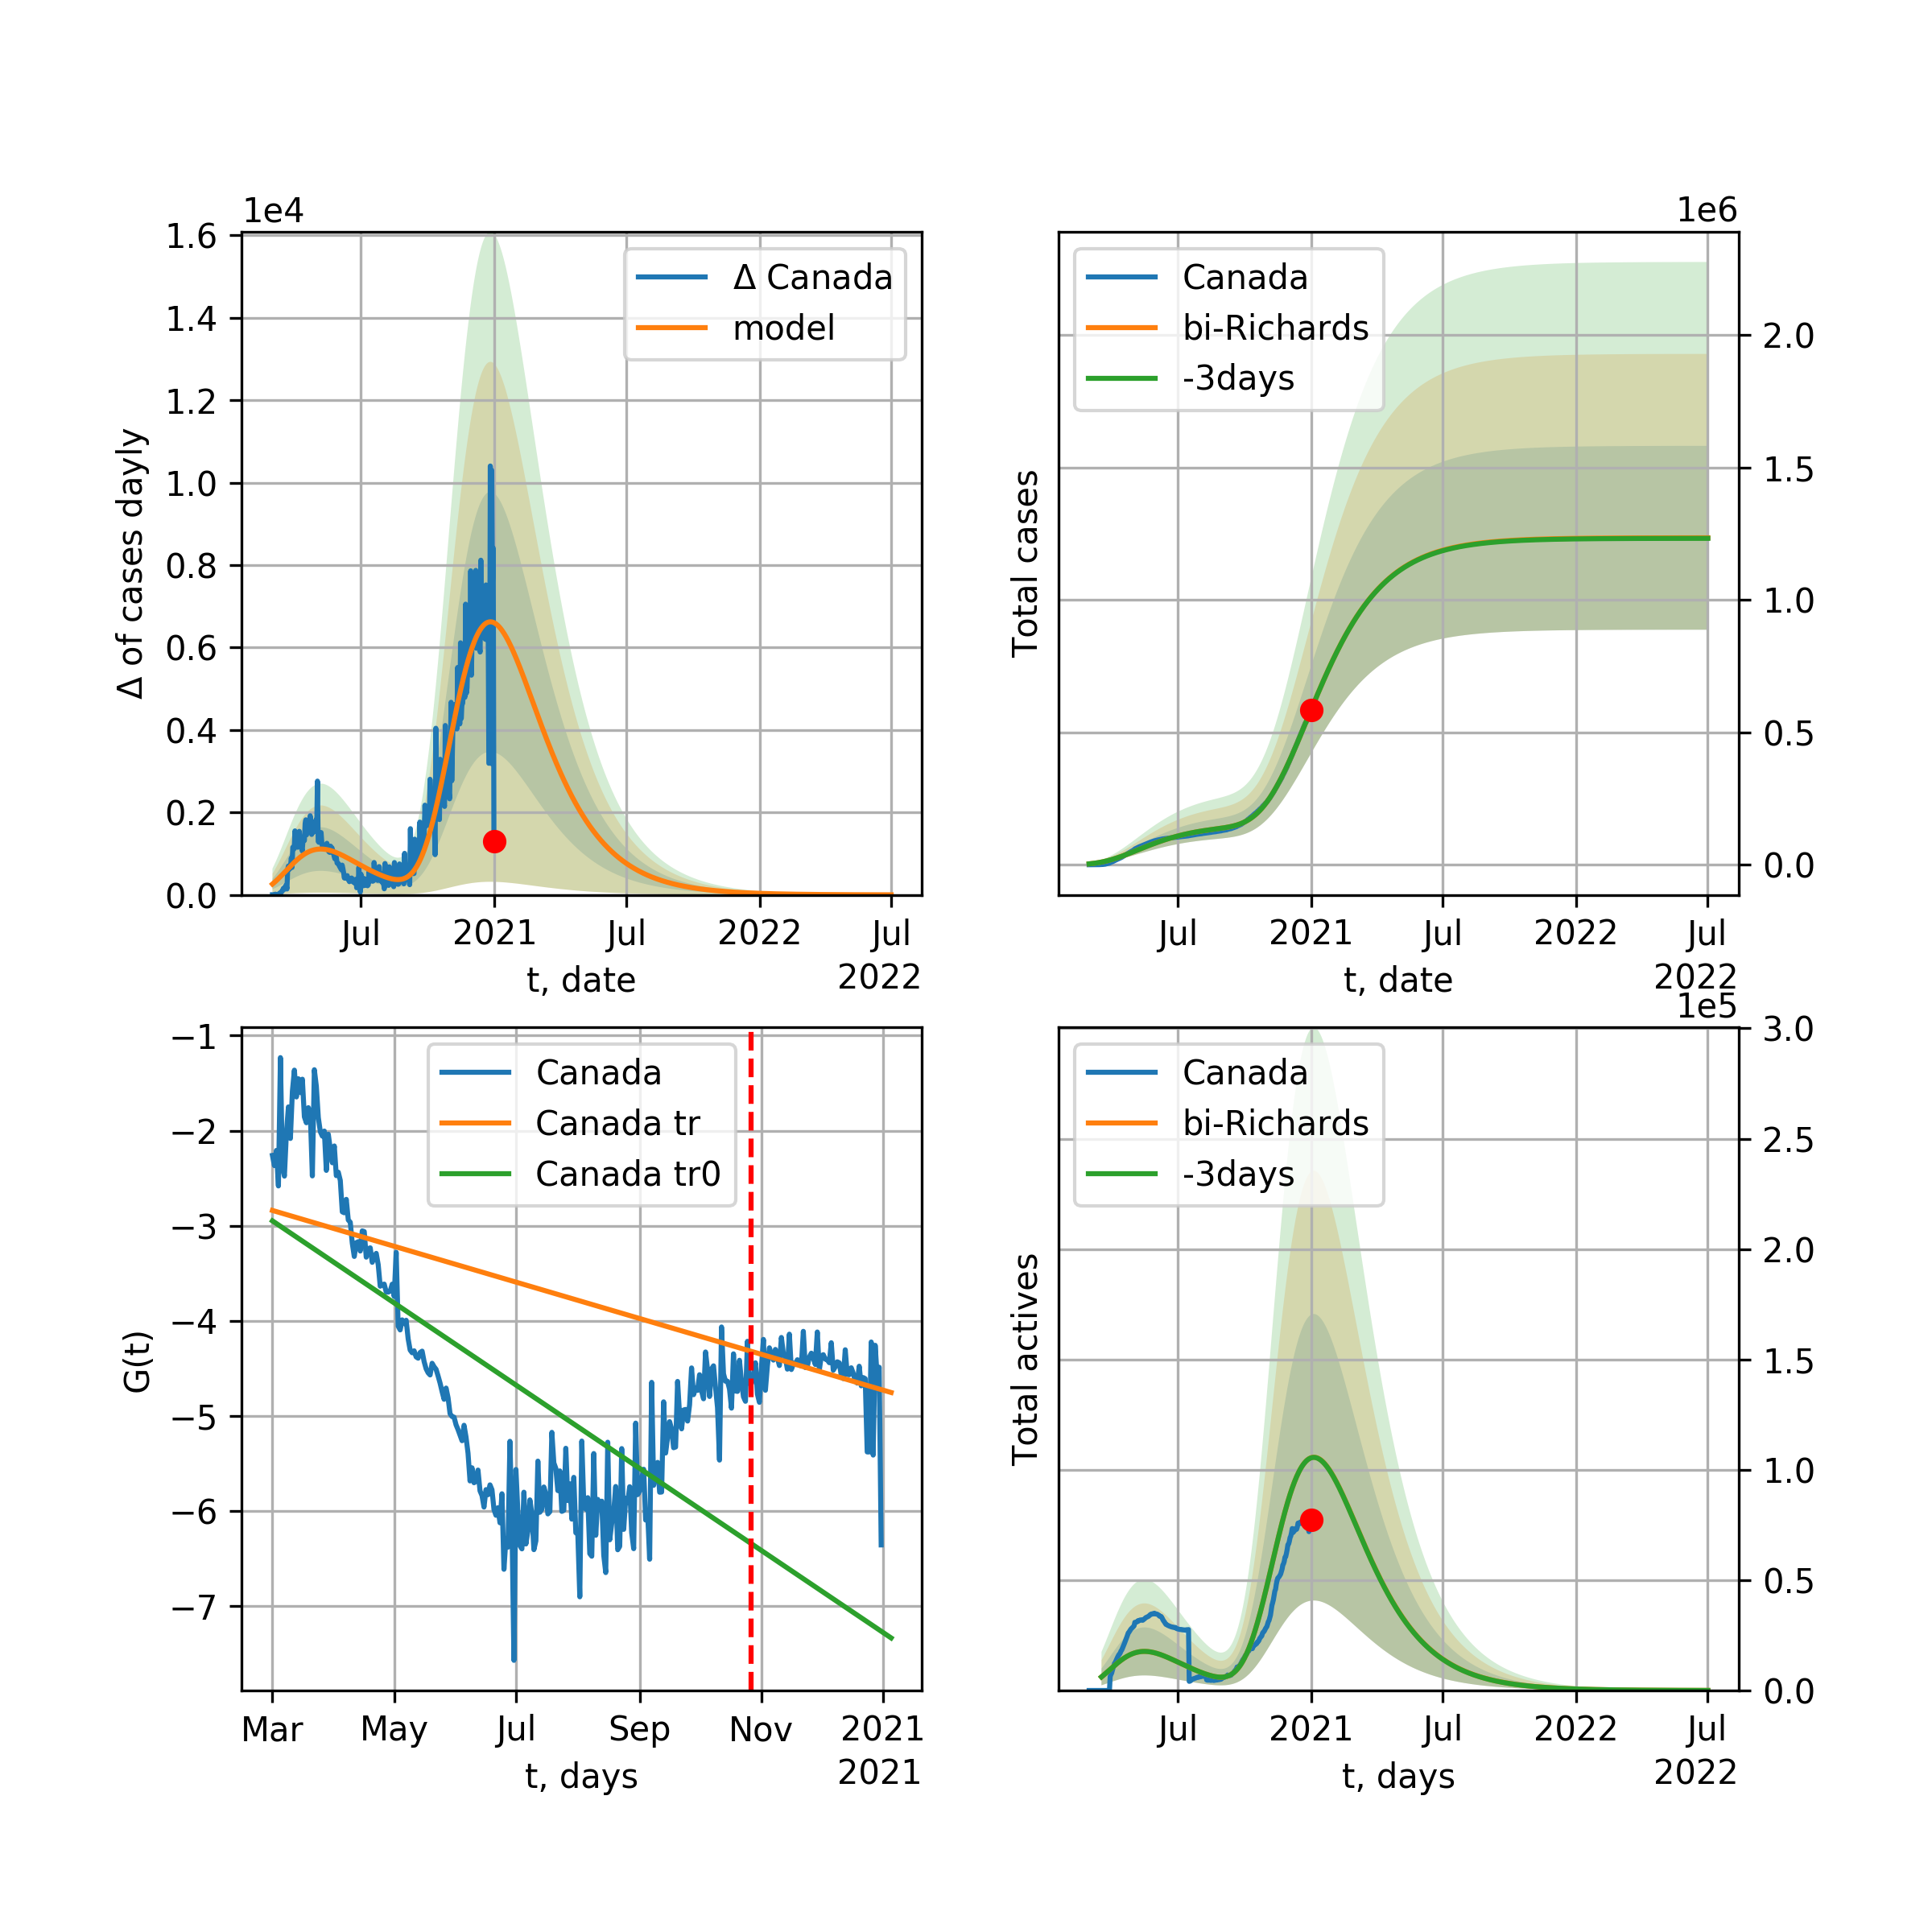 1e4
1.6
1.4
1.2
1.0
0.8
0.6
0.4
0.2
0.0
Δ of cases dayly
Δ Canada
model
Jul 2021 Jul 2022 Jul
2022
t, date
1e6
Canada
bi-Richards
-3days
Total cases
2.0
1.5
1.0
0.5
0.0
Jul 2021 Jul 2022 Jul
2022
t, date
−1
−2
−3
−4
−5
−6
−7
G(t)
Canada
Canada tr
Canada tr0
Mar May Jul Sep Nov 2021
2021
t, days
1e5
Canada
bi-Richards
-3days
Total actives
3.0
2.5
2.0
1.5
1.0
0.5
0.0
Jul 2021 Jul 2022 Jul
2022
t, days